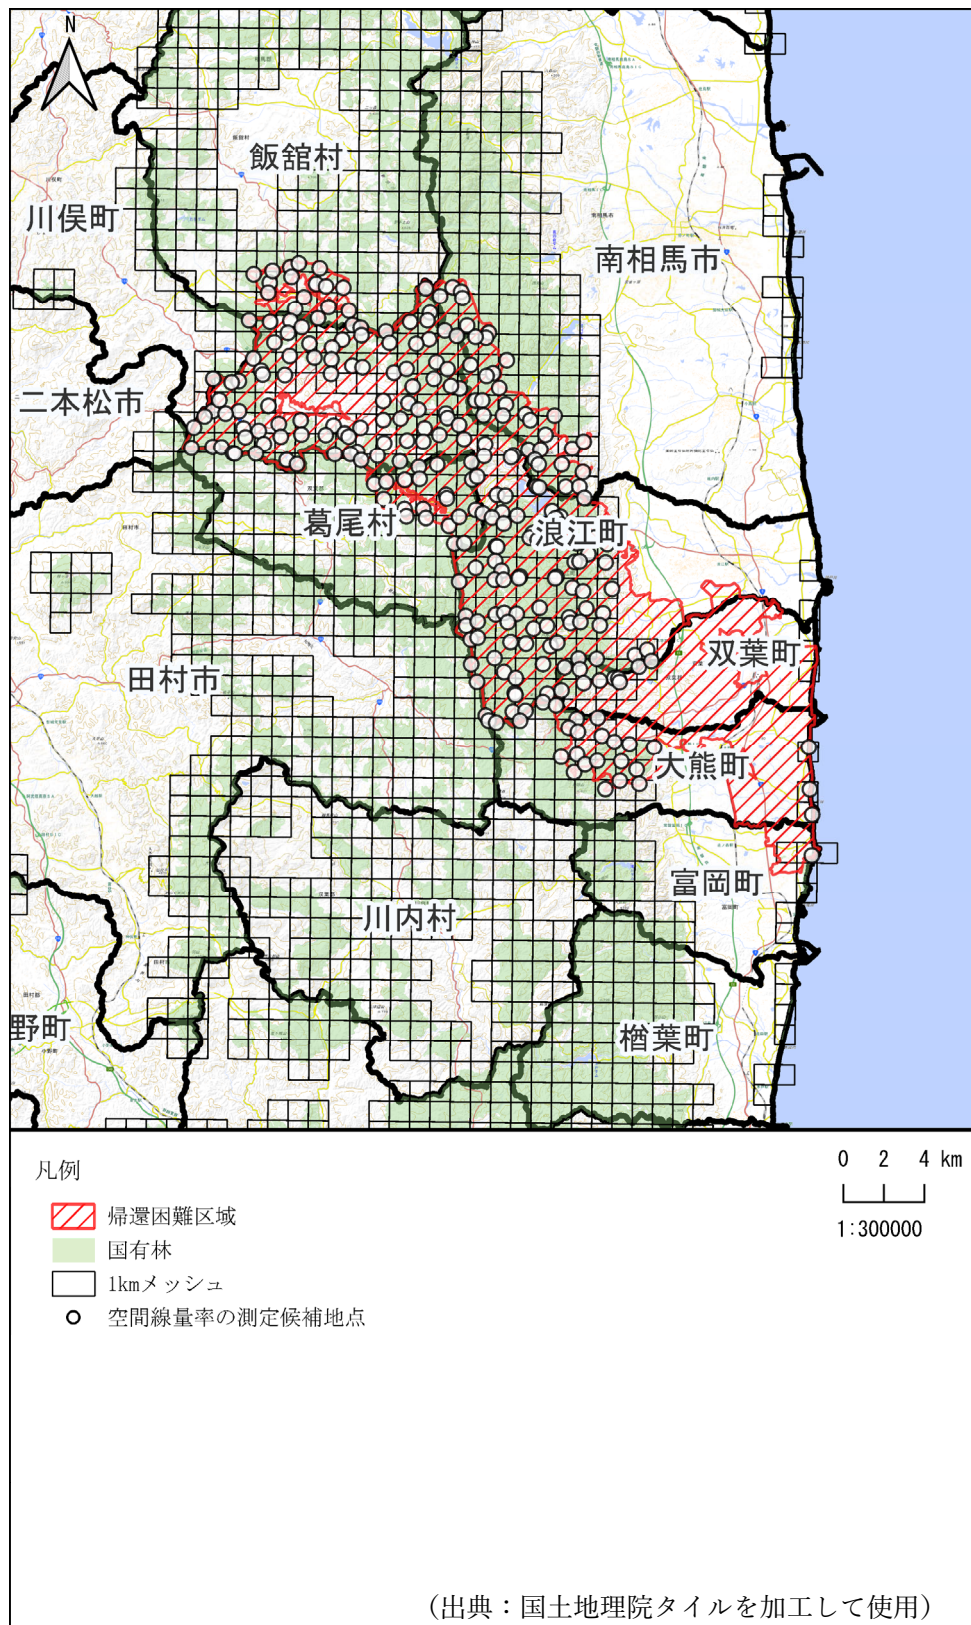 N
飯舘村
川俣町
南相馬市
二本松市
葛尾村
浪江町
双葉町
田村市
大熊町
富岡町
川内村
野町
楢葉町
凡例
帰還困難区域
国有林
1kmメッシュ
空間線量率の測定候補地点
0 2 4 km
1:300000
（出典：国土地理院タイルを加工して使用）